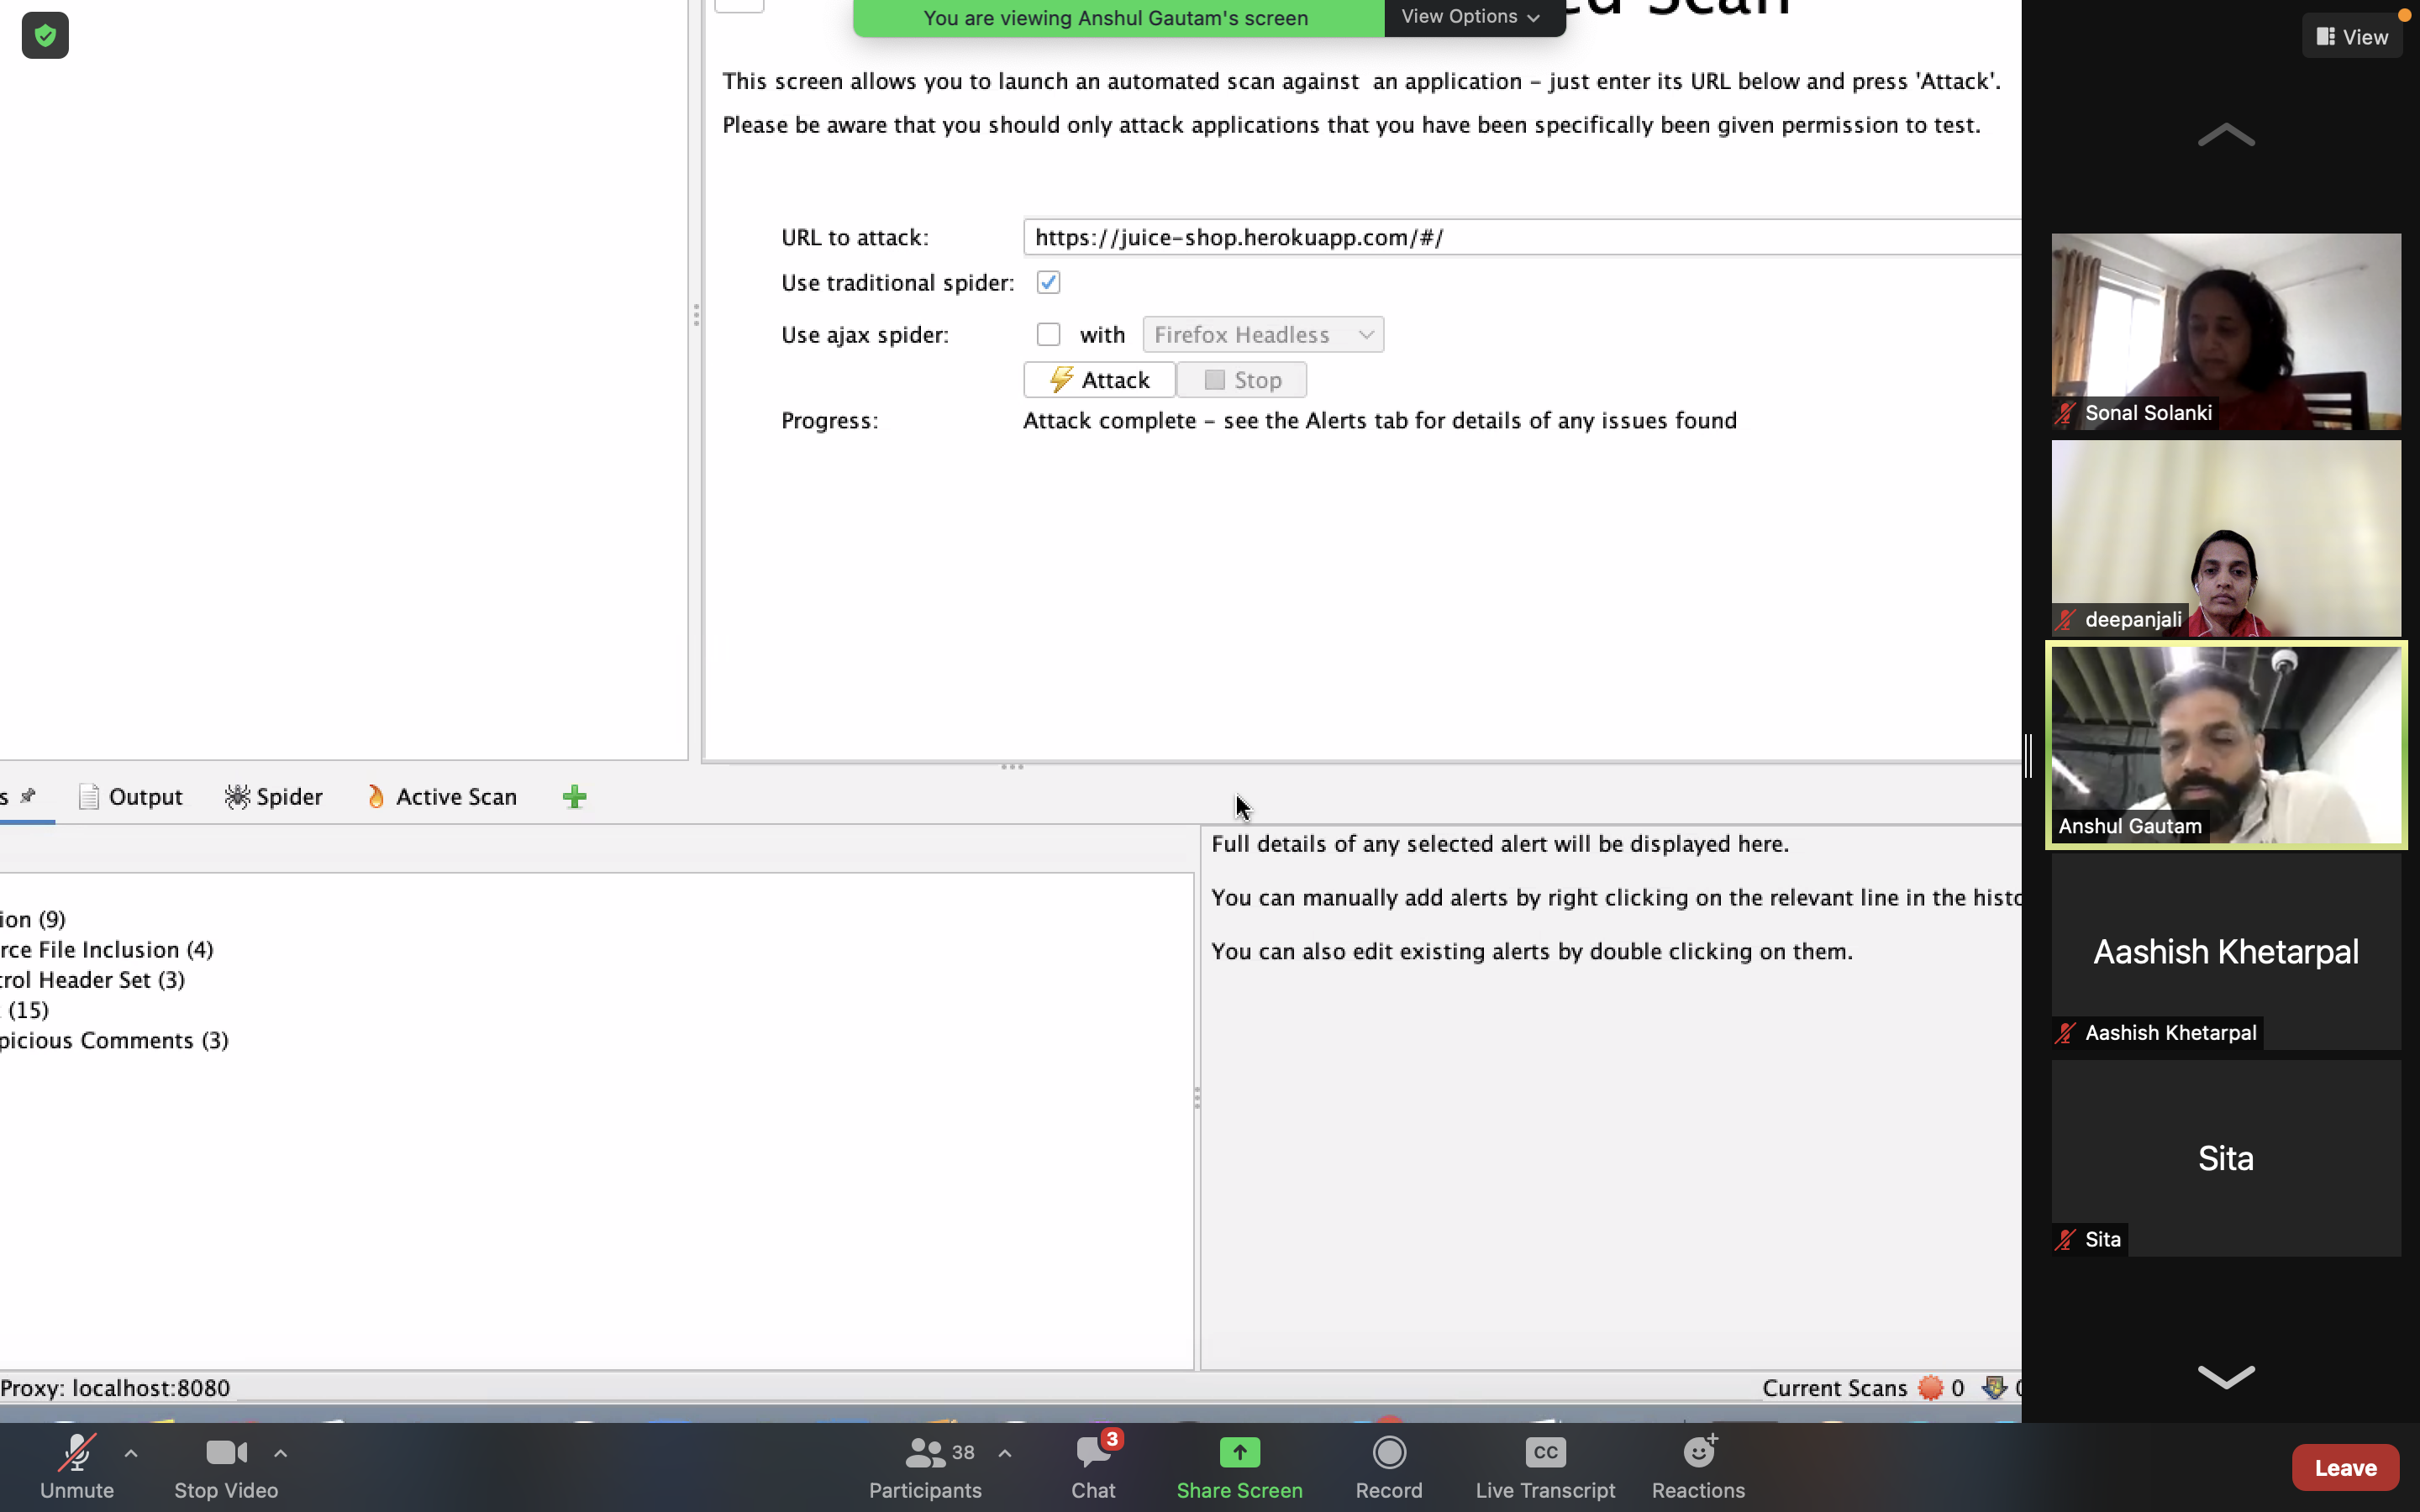 ed Scan
You are viewing Anshul Gautam's screen
View Options
View
This screen allows you to launch an automated scan against  an application – just enter its URL below and press 'Attack'.
Please be aware that you should only attack applications that you have been specifically been given permission to test.
URL to attack:
https://juice-shop.herokuapp.com/#/
Use traditional spider:
Use ajax spider:
with
Firefox Headless
Attack
Stop
Progress:
Attack complete – see the Alerts tab for details of any issues found
s
Output
Spider
Active Scan
Full details of any selected alert will be displayed here.
You can manually add alerts by right clicking on the relevant line in the histo
You can also edit existing alerts by double clicking on them.
ion (9)
rce File Inclusion (4)
trol Header Set (3)
(15)
picious Comments (3)
Proxy: localhost:8080
Current Scans
0
Sonal Solanki
deepanjali
Anshul Gautam
Aashish Khetarpal
Aashish Khetarpal
Sita
Sita
Unmute
Stop Video
38
Participants
3
Chat
Share Screen
Record
CC
Live Transcript
Reactions
Leave